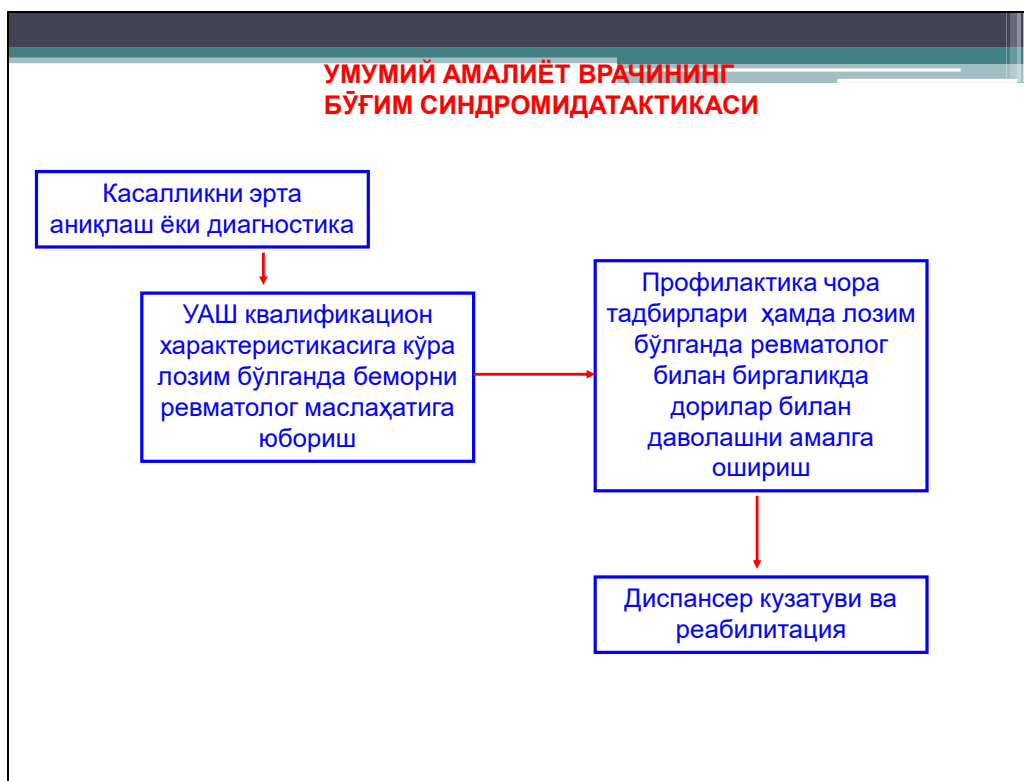 УМУМИЙ АМАЛИЁТ ВРАЧИНИНГ
БЎҒИМ СИНДРОМИДАТАКТИКАСИ
Касалликни эрта
аниқлаш ёки диагностика
УАШ квалификацион
характеристикасига кўра
лозим бўлганда беморни
ревматолог маслаҳатига
юбориш
Профилактика чора
тадбирлари ҳамда лозим
бўлганда ревматолог
билан биргаликда
дорилар билан
даволашни амалга
ошириш
Диспансер кузатуви ва
реабилитация